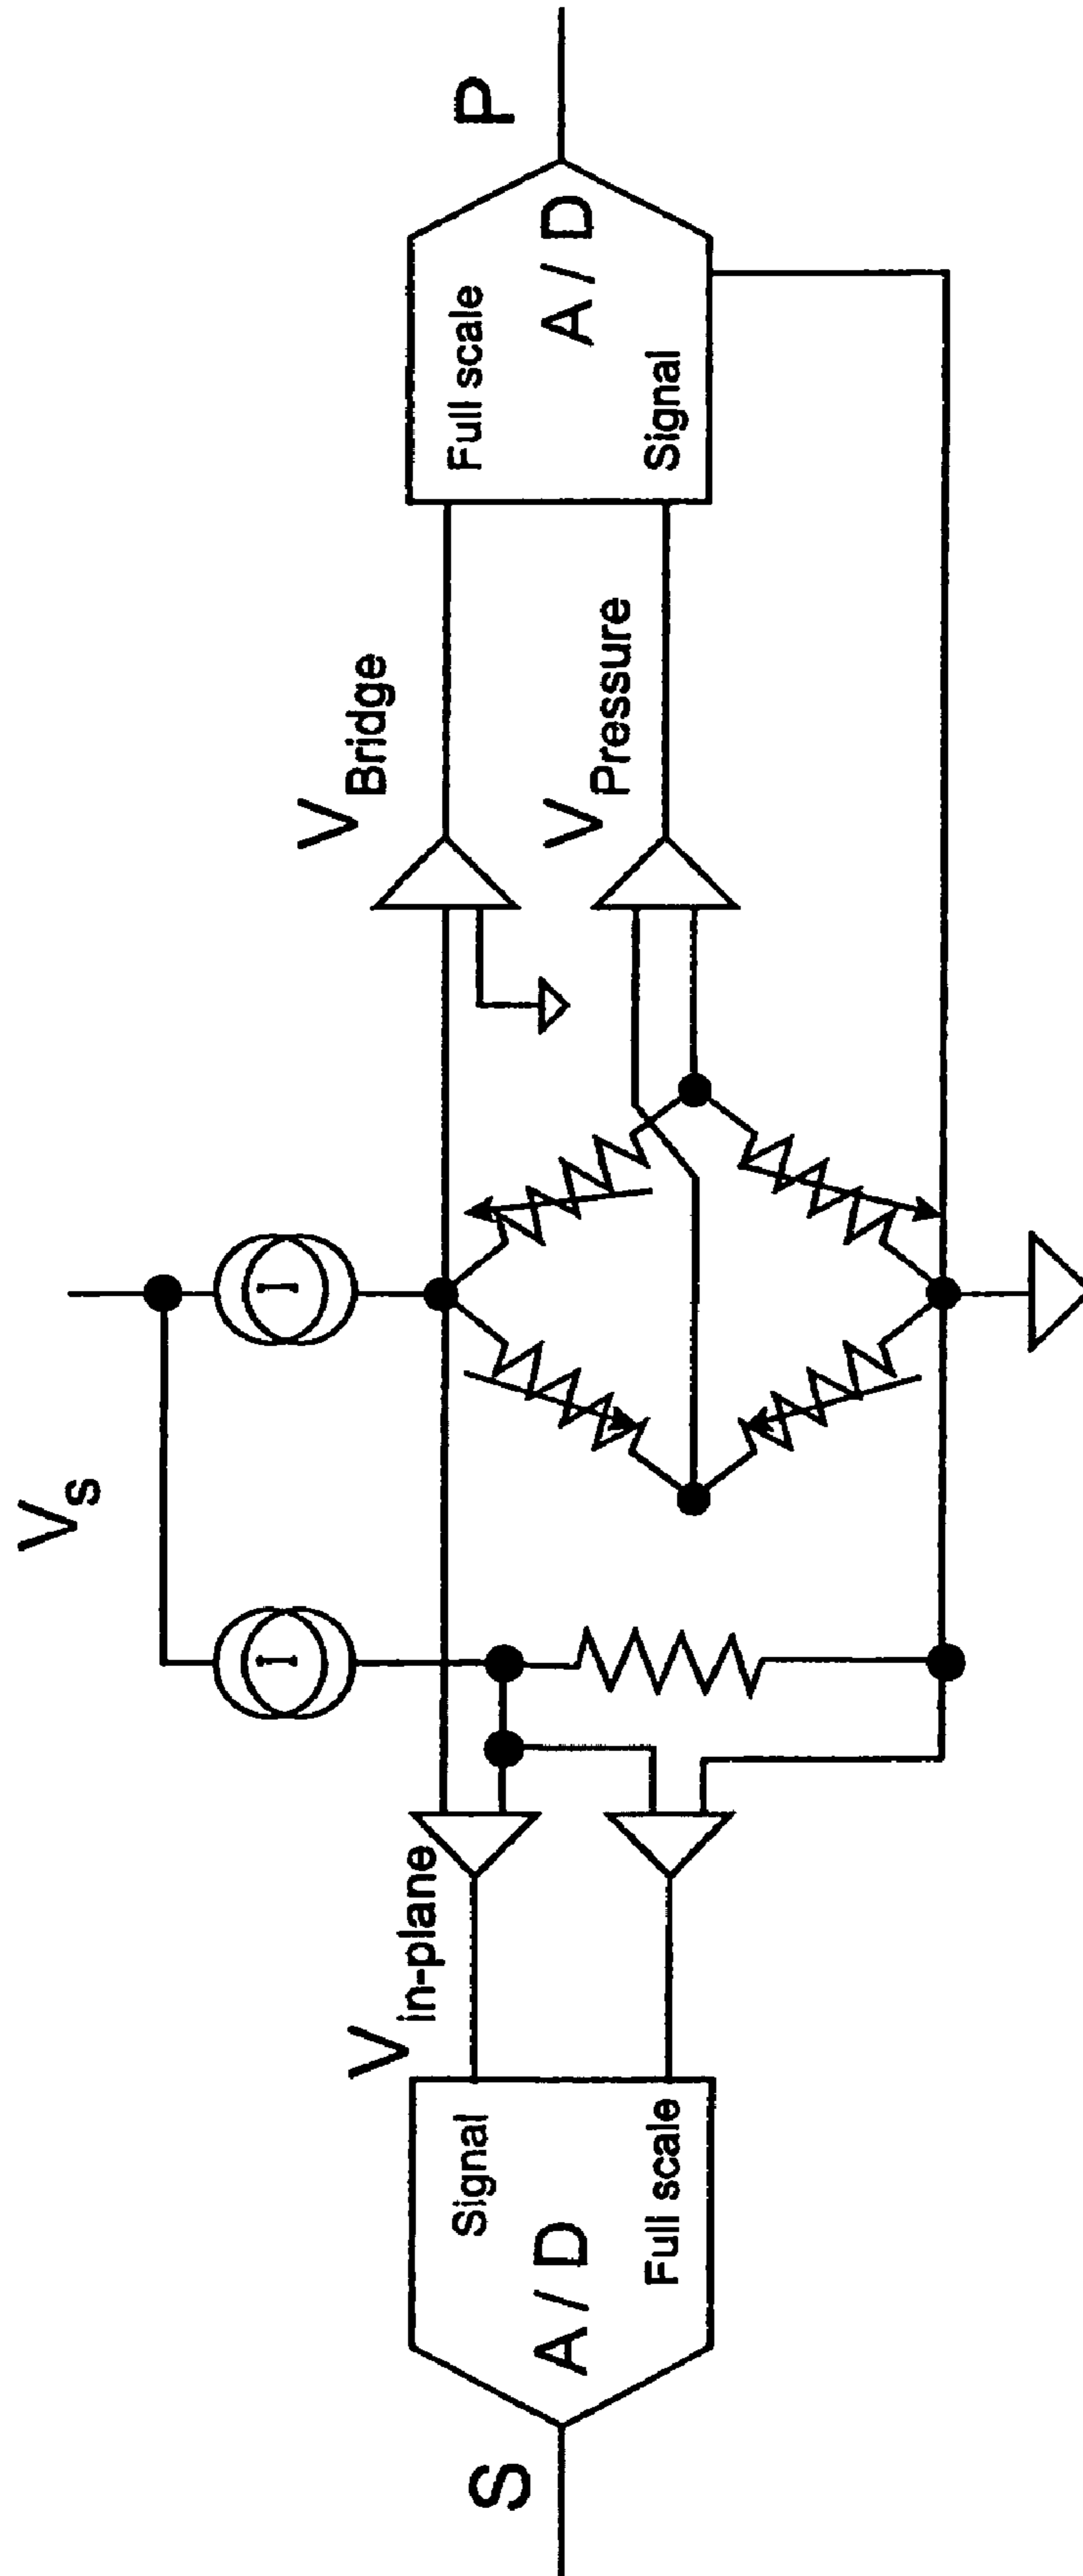 V_s
I
I
V_in-plane
V_Bridge
S
Signal
A / D
Full scale
V_Pressure
Full scale
A / D
Signal
P